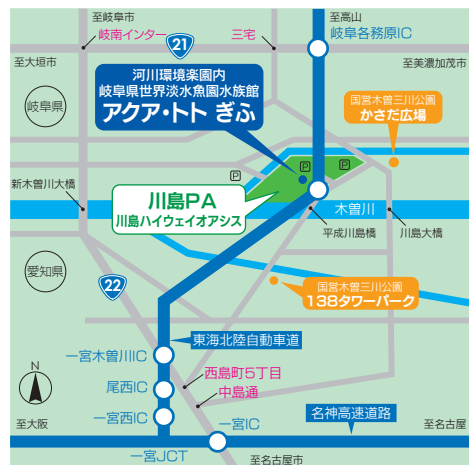 至岐阜市
至高山
岐南インター
21
三宅
岐阜各務原IC
至大垣市
至美濃加茂市
河川環境楽園内
岐阜県世界淡水魚園水族館
アクア・トト ぎふ
岐阜県
国営木曽三川公園
かさだ広場
P
P
P
新木曽川大橋
川島PA
川島ハイウェイオアシス
木曽川
平成川島橋
川島大橋
愛知県
22
国営木曽三川公園
138タワーパーク
東海北陸自動車道
一宮木曽川IC
西島町5丁目
尾西IC
中島通
N
一宮西IC
名神高速道路
至大阪
一宮IC
至名古屋
一宮JCT
至名古屋市